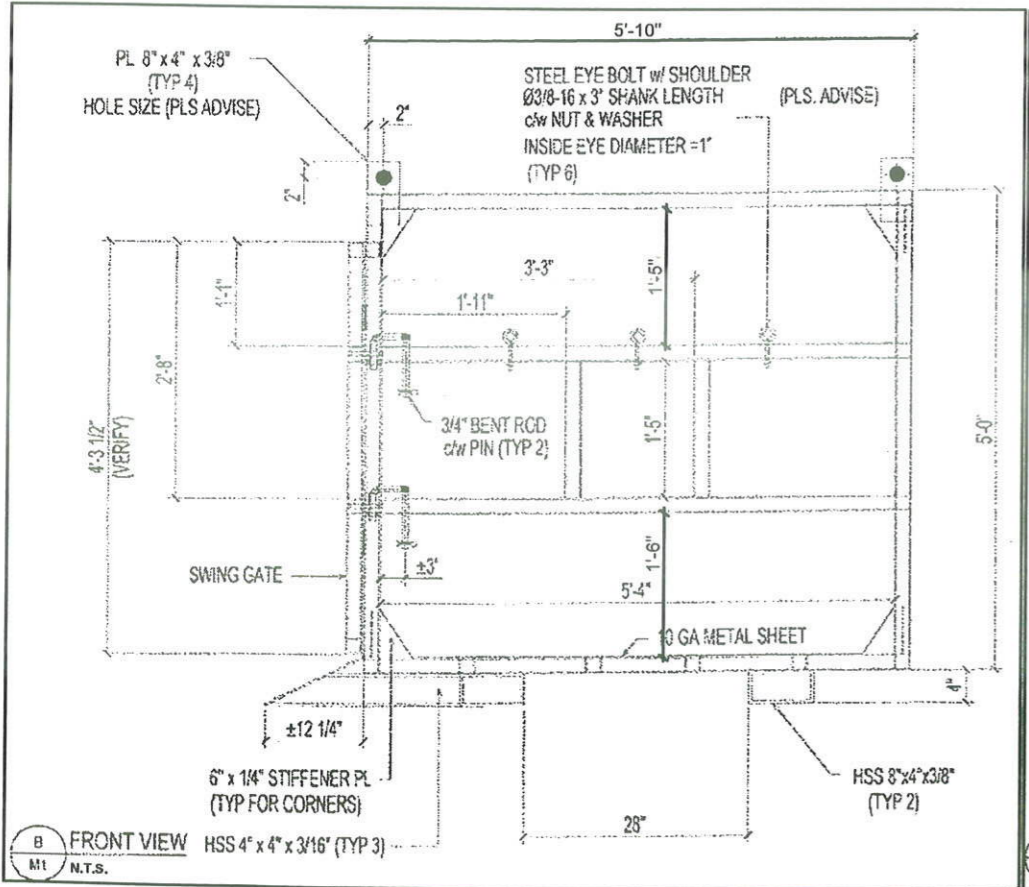 5'-10"
PL 8" x 4" x 3/8"
(TYP 4)
HOLE SIZE (PLS ADVISE)
STEEL EYE BOLT w/ SHOULDER
Ø3/8-16 x 3" SHANK LENGTH
c/w NUT & WASHER
INSIDE EYE DIAMETER =1"
(TYP 6)
(PLS. ADVISE)
2"
2"
3'-3"
1'-5"
1'-11"
1'-1"
2'-8"
4'-3 1/2"
(VERIFY)
3/4" BENT ROD
c/w PIN (TYP 2)
1'-5"
5'-0"
SWING GATE
±3"
1'-6"
5'-4"
10 GA METAL SHEET
4"
±12 1/4"
6" x 1/4" STIFFENER PL
(TYP FOR CORNERS)
HSS 8"x4"x3/8"
(TYP 2)
28"
B
M1
FRONT VIEW
N.T.S.
HSS 4" x 4" x 3/16" (TYP 3)